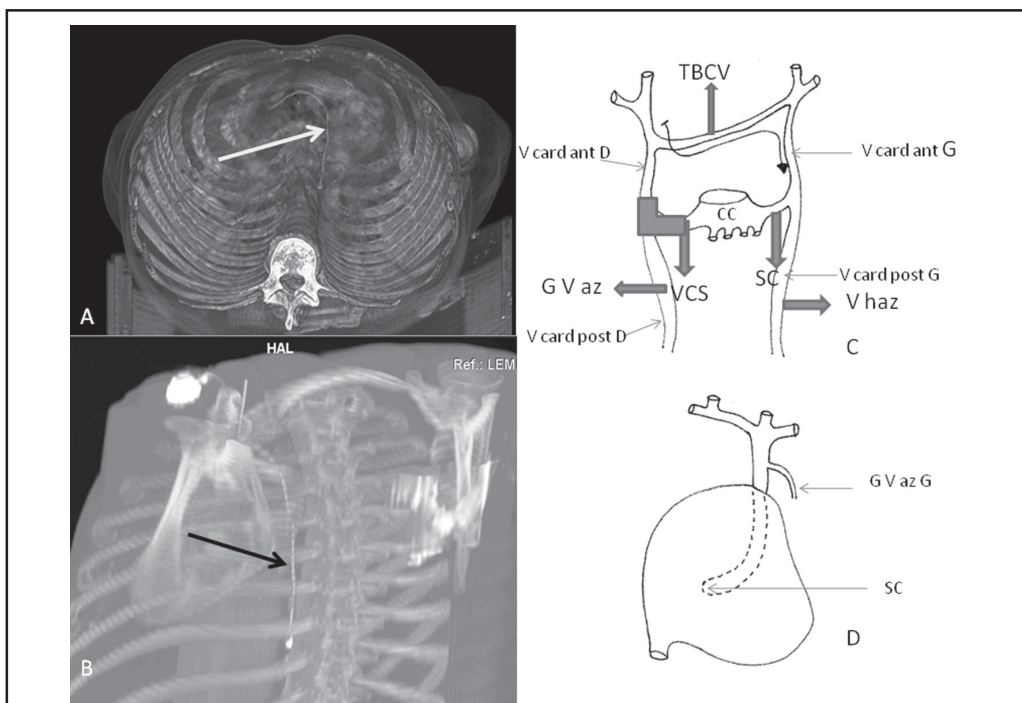 A
HAL
Ref.: LEM
B
TBCV
V card ant D
V card ant G
CC
SC
V card post G
G V az
VCS
V haz
V card post D
C
G V az G
SC
D